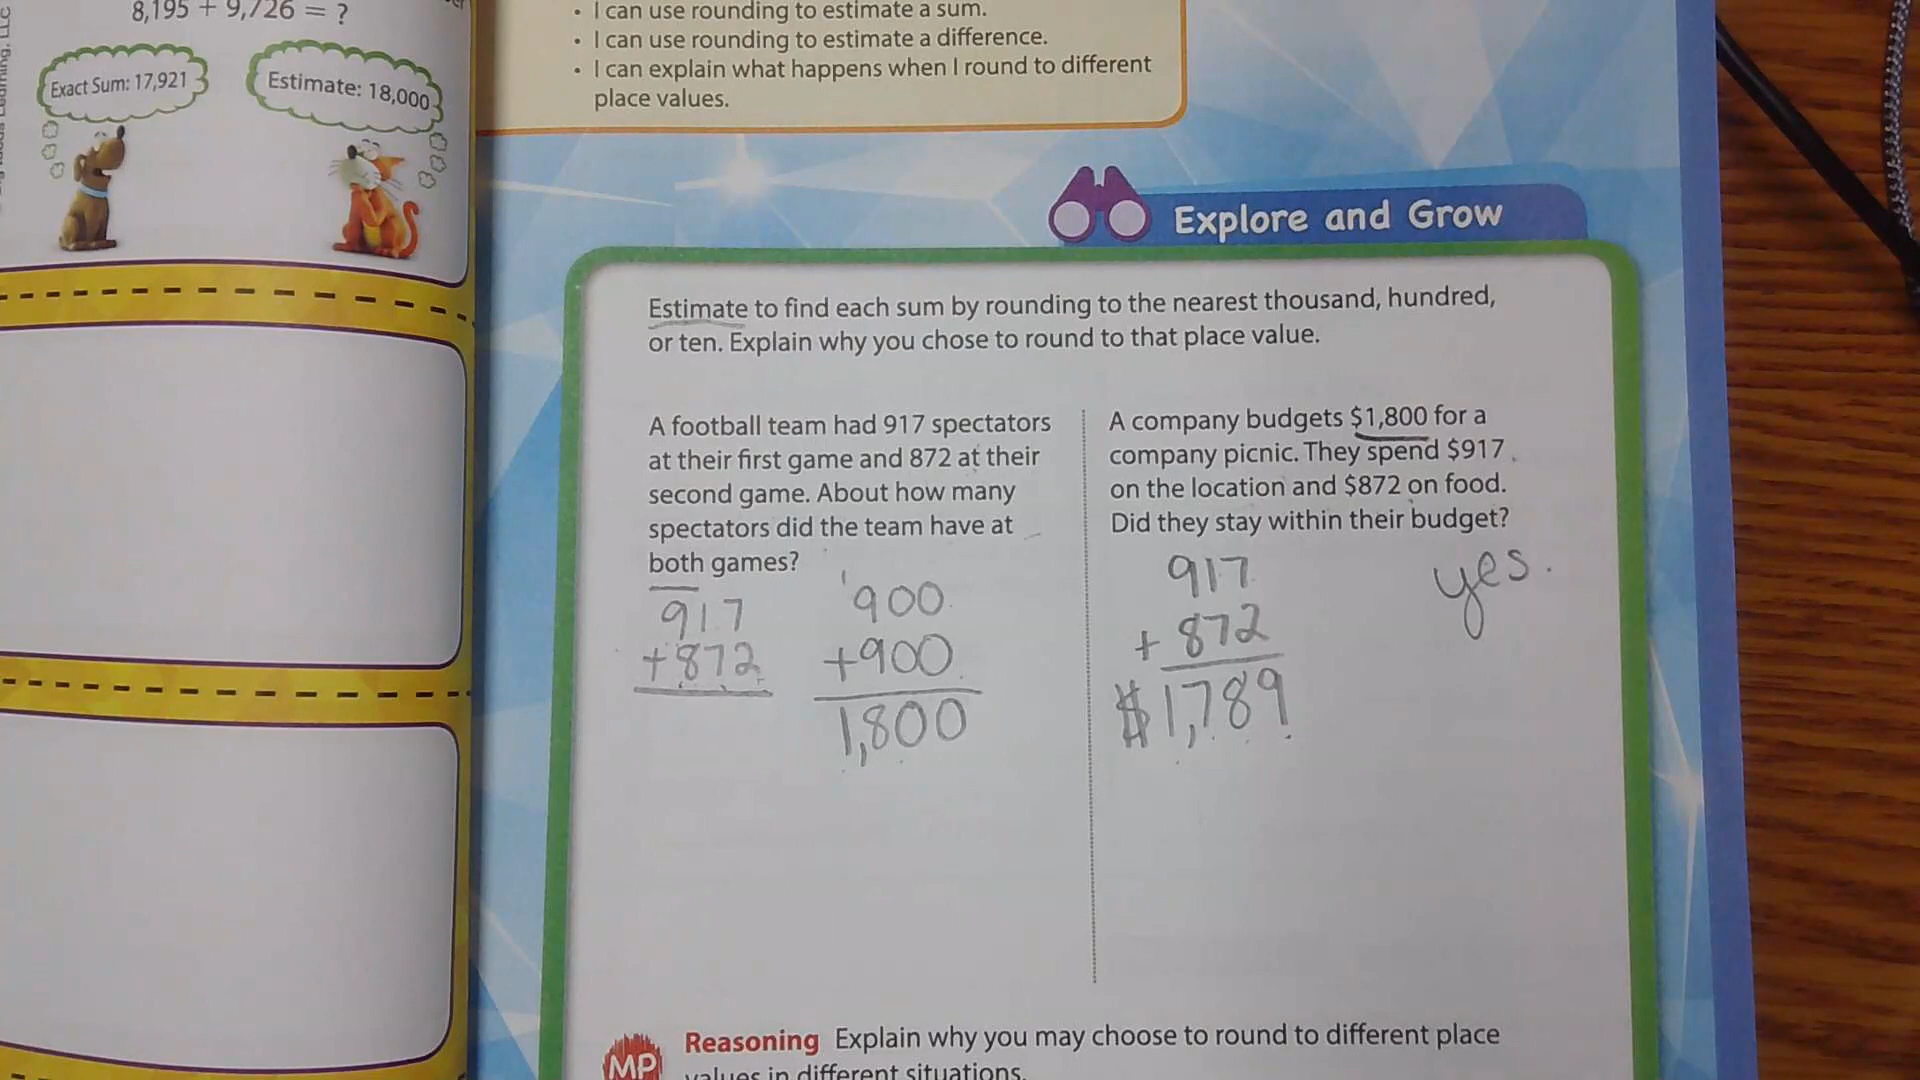 8,195 + 9,726 = ?
Exact Sum: 17,921
Estimate: 18,000
• I can use rounding to estimate a sum.
• I can use rounding to estimate a difference.
• I can explain what happens when I round to different
place values.
Explore and Grow
Estimate to find each sum by rounding to the nearest thousand, hundred,
or ten. Explain why you chose to round to that place value.
A football team had 917 spectators
at their first game and 872 at their
second game. About how many
spectators did the team have at
both games?
917
+872
1
900
+900
1,800
A company budgets $1,800 for a
company picnic. They spend $917
on the location and $872 on food.
Did they stay within their budget?
917
+ 872
$1,789
yes.
MP
Reasoning Explain why you may choose to round to different place
values in different situations.